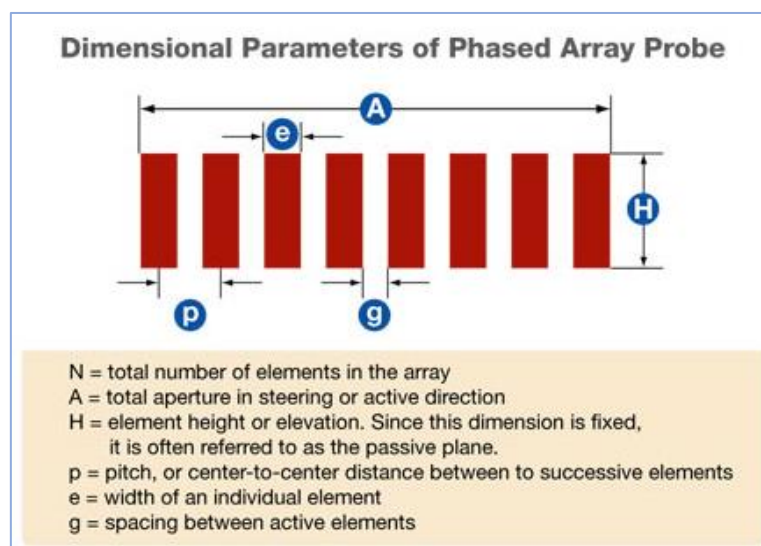 Dimensional Parameters of Phased Array Probe
A
e
H
p
g
N = total number of elements in the array
A = total aperture in steering or active direction
H = element height or elevation. Since this dimension is fixed,
it is often referred to as the passive plane.
p = pitch, or center-to-center distance between to successive elements
e = width of an individual element
g = spacing between active elements